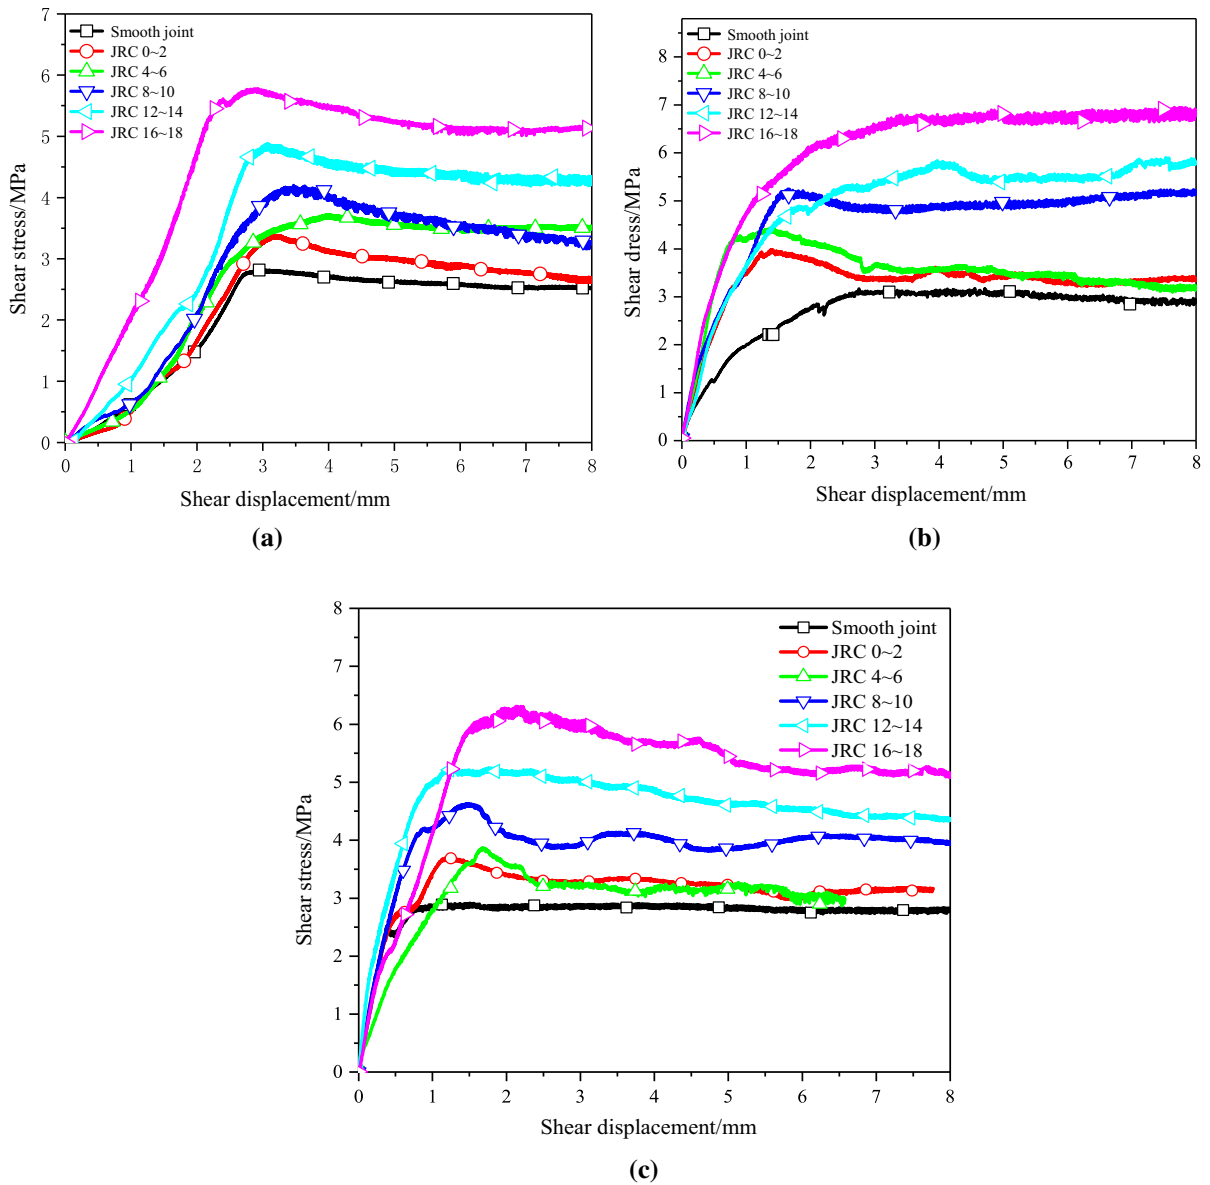 7
6
5
4
3
2
1
0
Shear stress/MPa
Smooth joint
JRC 0~2
JRC 4~6
JRC 8~10
JRC 12~14
JRC 16~18
0 1 2 3 4 5 6 7 8
Shear displacement/mm
(a)
8
7
6
5
4
3
2
1
0
Shear dress/MPa
Smooth joint
JRC 0~2
JRC 4~6
JRC 8~10
JRC 12~14
JRC 16~18
0 1 2 3 4 5 6 7 8
Shear displacement/mm
(b)
8
7
6
5
4
3
2
1
0
Shear stress/MPa
Smooth joint
JRC 0~2
JRC 4~6
JRC 8~10
JRC 12~14
JRC 16~18
0 1 2 3 4 5 6 7 8
Shear displacement/mm
(c)